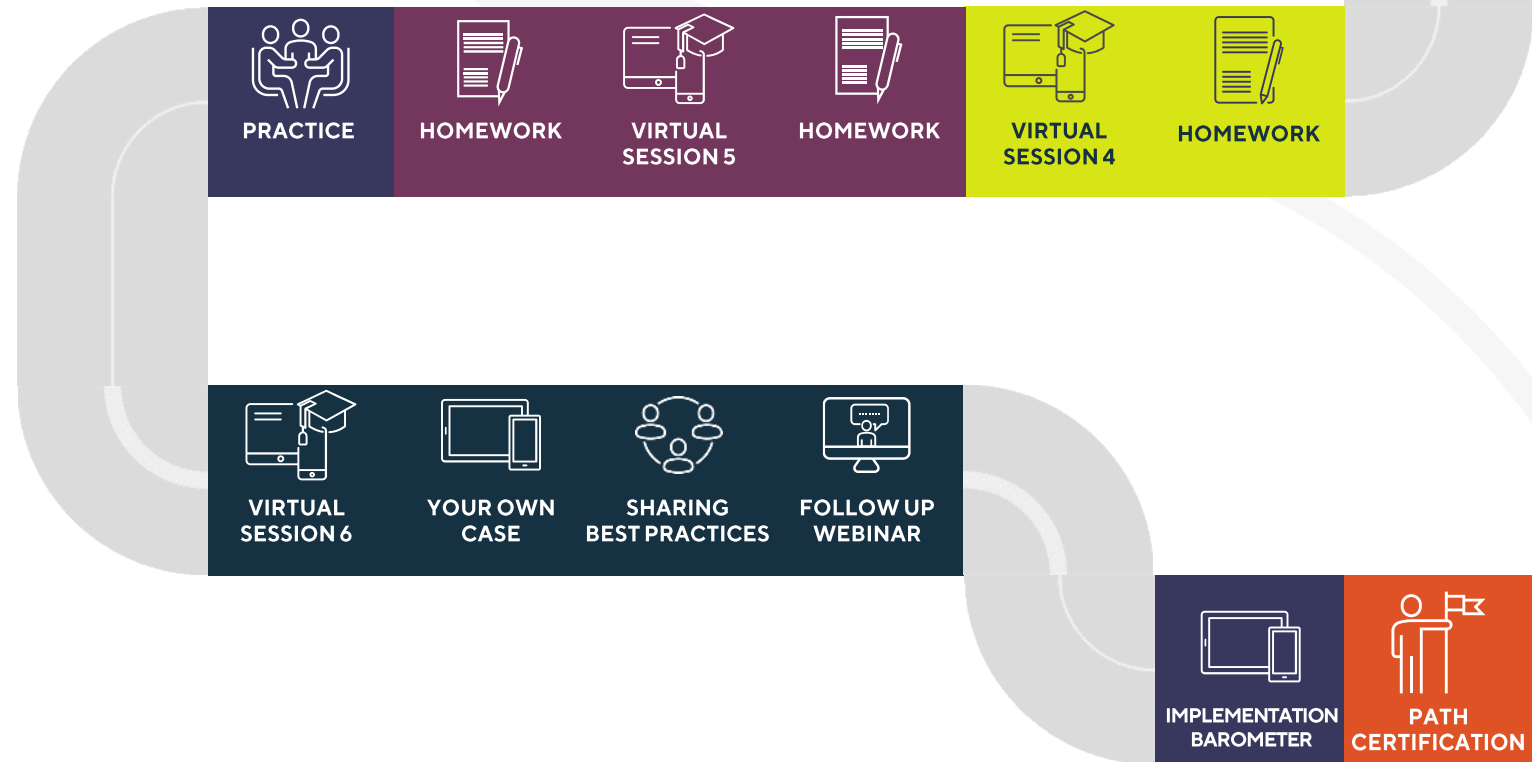 PRACTICE
HOMEWORK
VIRTUAL
SESSION 5
HOMEWORK
VIRTUAL
SESSION 4
HOMEWORK
VIRTUAL
SESSION 6
YOUR OWN
CASE
SHARING
BEST PRACTICES
FOLLOW UP
WEBINAR
IMPLEMENTATION
BAROMETER
PATH
CERTIFICATION